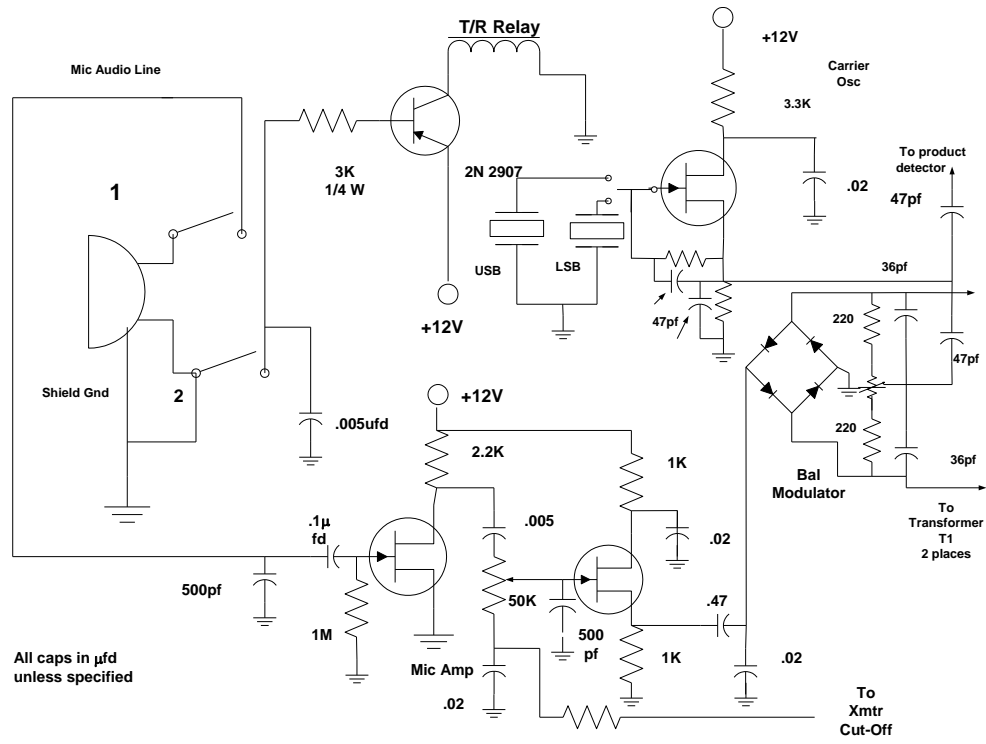 T/R Relay
+12V
Mic Audio Line
Carrier
Osc
3.3K
To product
detector
1
3K
1/4 W
2N 2907
.02
47pf
USB
LSB
36pf
+12V
47pf
220
47pf
Shield Gnd
2
.005ufd
+12V
220
2.2K
1K
36pf
Bal
Modulator
.1µ
fd
.005
.02
To
Transformer
T1
2 places
500pf
50K
.47
1M
500
pf
1K
.02
All caps in µfd
unless specified
Mic Amp
.02
To
Xmtr
Cut-Off